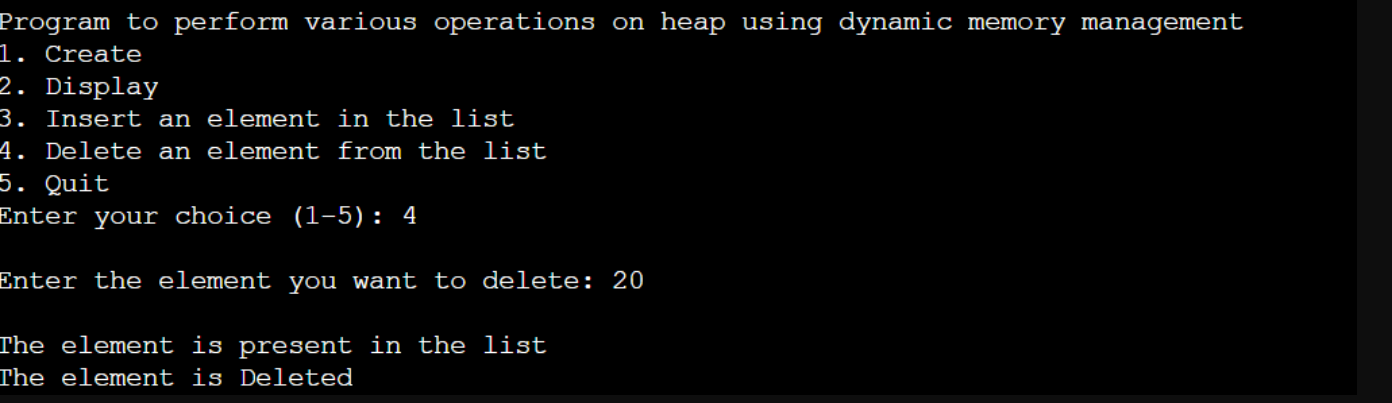 Program to perform various operations on heap using dynamic memory management
1. Create
2. Display
3. Insert an element in the list
4. Delete an element from the list
5. Quit
Enter your choice (1-5): 4
Enter the element you want to delete: 20
The element is present in the list
The element is Deleted